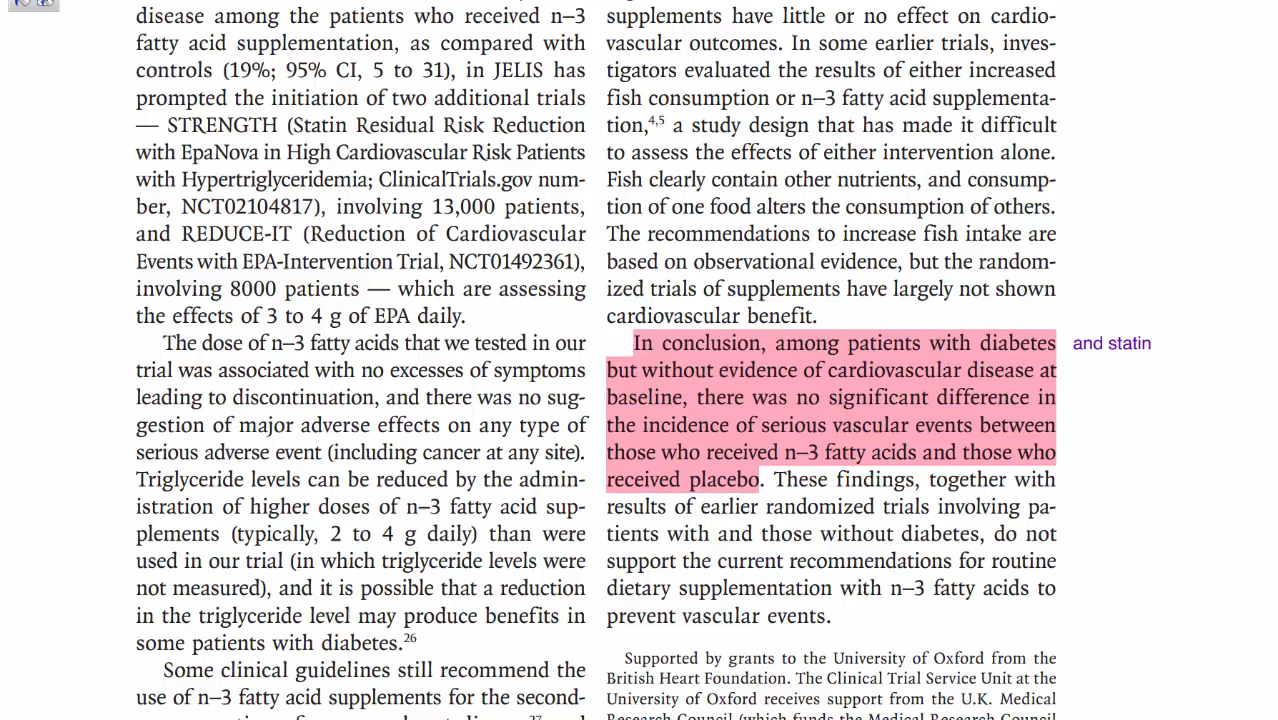 disease among the patients who received n–3
fatty acid supplementation, as compared with
controls (19%; 95% CI, 5 to 31), in JELIS has
prompted the initiation of two additional trials
— STRENGTH (Statin Residual Risk Reduction
with EpaNova in High Cardiovascular Risk Patients
with Hypertriglyceridemia; ClinicalTrials.gov num-
ber, NCT02104817), involving 13,000 patients,
and REDUCE-IT (Reduction of Cardiovascular
Events with EPA-Intervention Trial, NCT01492361),
involving 8000 patients — which are assessing
the effects of 3 to 4 g of EPA daily.
The dose of n–3 fatty acids that we tested in our
trial was associated with no excesses of symptoms
leading to discontinuation, and there was no sug-
gestion of major adverse effects on any type of
serious adverse event (including cancer at any site).
Triglyceride levels can be reduced by the admin-
istration of higher doses of n–3 fatty acid sup-
plements (typically, 2 to 4 g daily) than were
used in our trial (in which triglyceride levels were
not measured), and it is possible that a reduction
in the triglyceride level may produce benefits in
some patients with diabetes.26
Some clinical guidelines still recommend the
use of n–3 fatty acid supplements for the second-
supplements have little or no effect on cardio-
vascular outcomes. In some earlier trials, inves-
tigators evaluated the results of either increased
fish consumption or n–3 fatty acid supplementa-
tion,4,5 a study design that has made it difficult
to assess the effects of either intervention alone.
Fish clearly contain other nutrients, and consump-
tion of one food alters the consumption of others.
The recommendations to increase fish intake are
based on observational evidence, but the random-
ized trials of supplements have largely not shown
cardiovascular benefit.
In conclusion, among patients with diabetes
but without evidence of cardiovascular disease at
baseline, there was no significant difference in
the incidence of serious vascular events between
those who received n–3 fatty acids and those who
received placebo. These findings, together with
results of earlier randomized trials involving pa-
tients with and those without diabetes, do not
support the current recommendations for routine
dietary supplementation with n–3 fatty acids to
prevent vascular events.
Supported by grants to the University of Oxford from the
British Heart Foundation. The Clinical Trial Service Unit at the
University of Oxford receives support from the U.K. Medical
Research Council (which funds the Medical Research Council
and statin